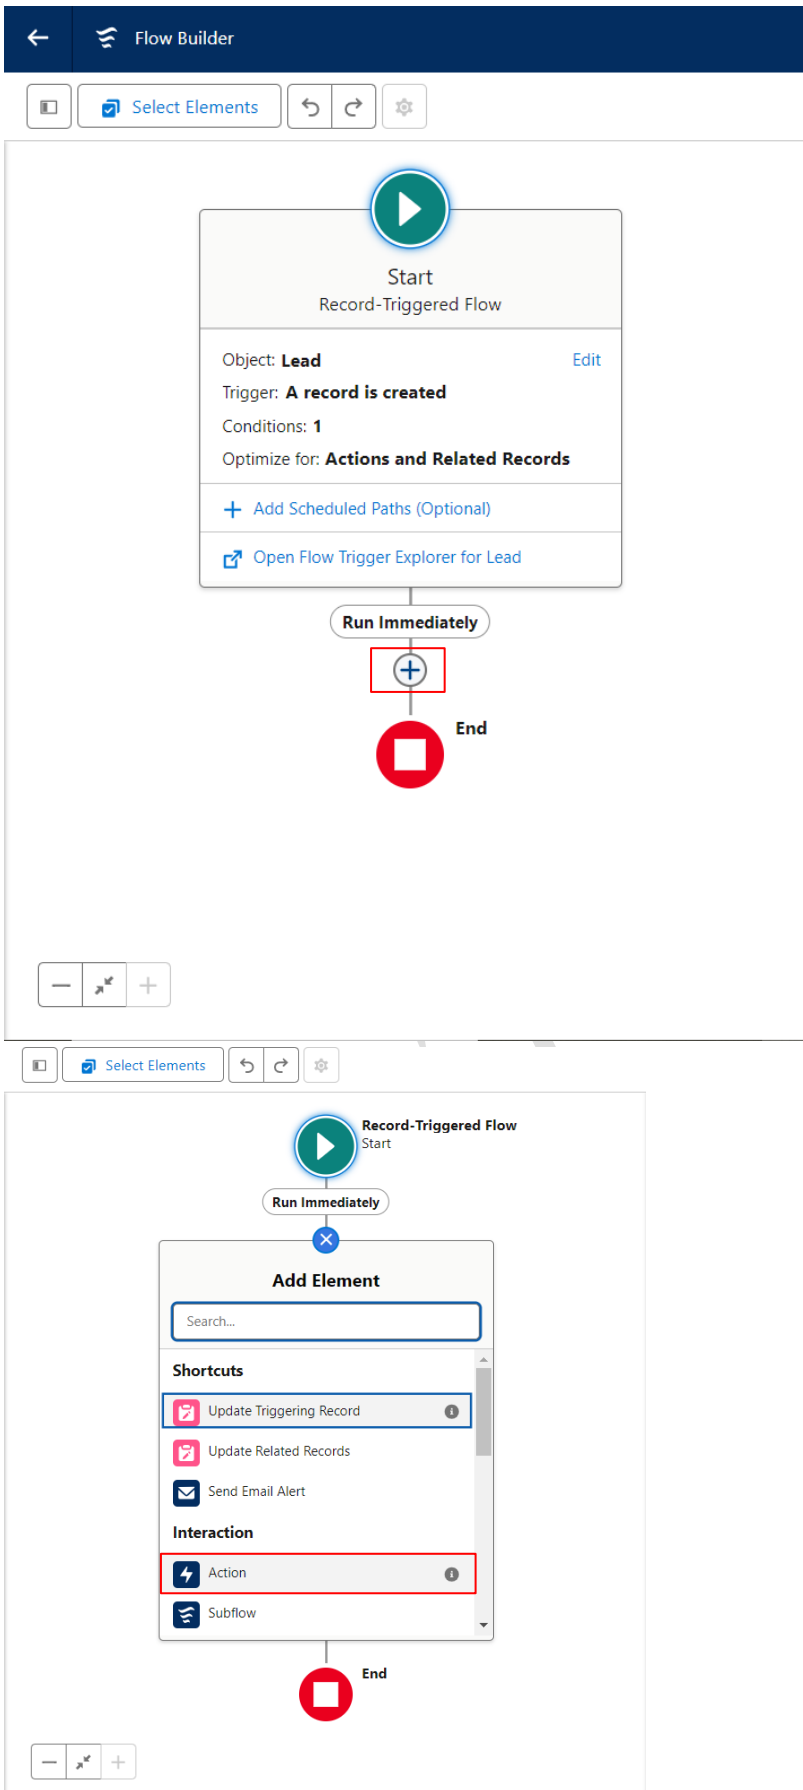 Flow Builder
Select Elements
Start
Record-Triggered Flow
Object: Lead Edit
Trigger: A record is created
Conditions: 1
Optimize for: Actions and Related Records
Add Scheduled Paths (Optional)
Open Flow Trigger Explorer for Lead
Run Immediately
End
Select Elements
Record-Triggered Flow
Start
Run Immediately
Add Element
Search...
Shortcuts
Update Triggering Record
Update Related Records
Send Email Alert
Interaction
Action
Subflow
End